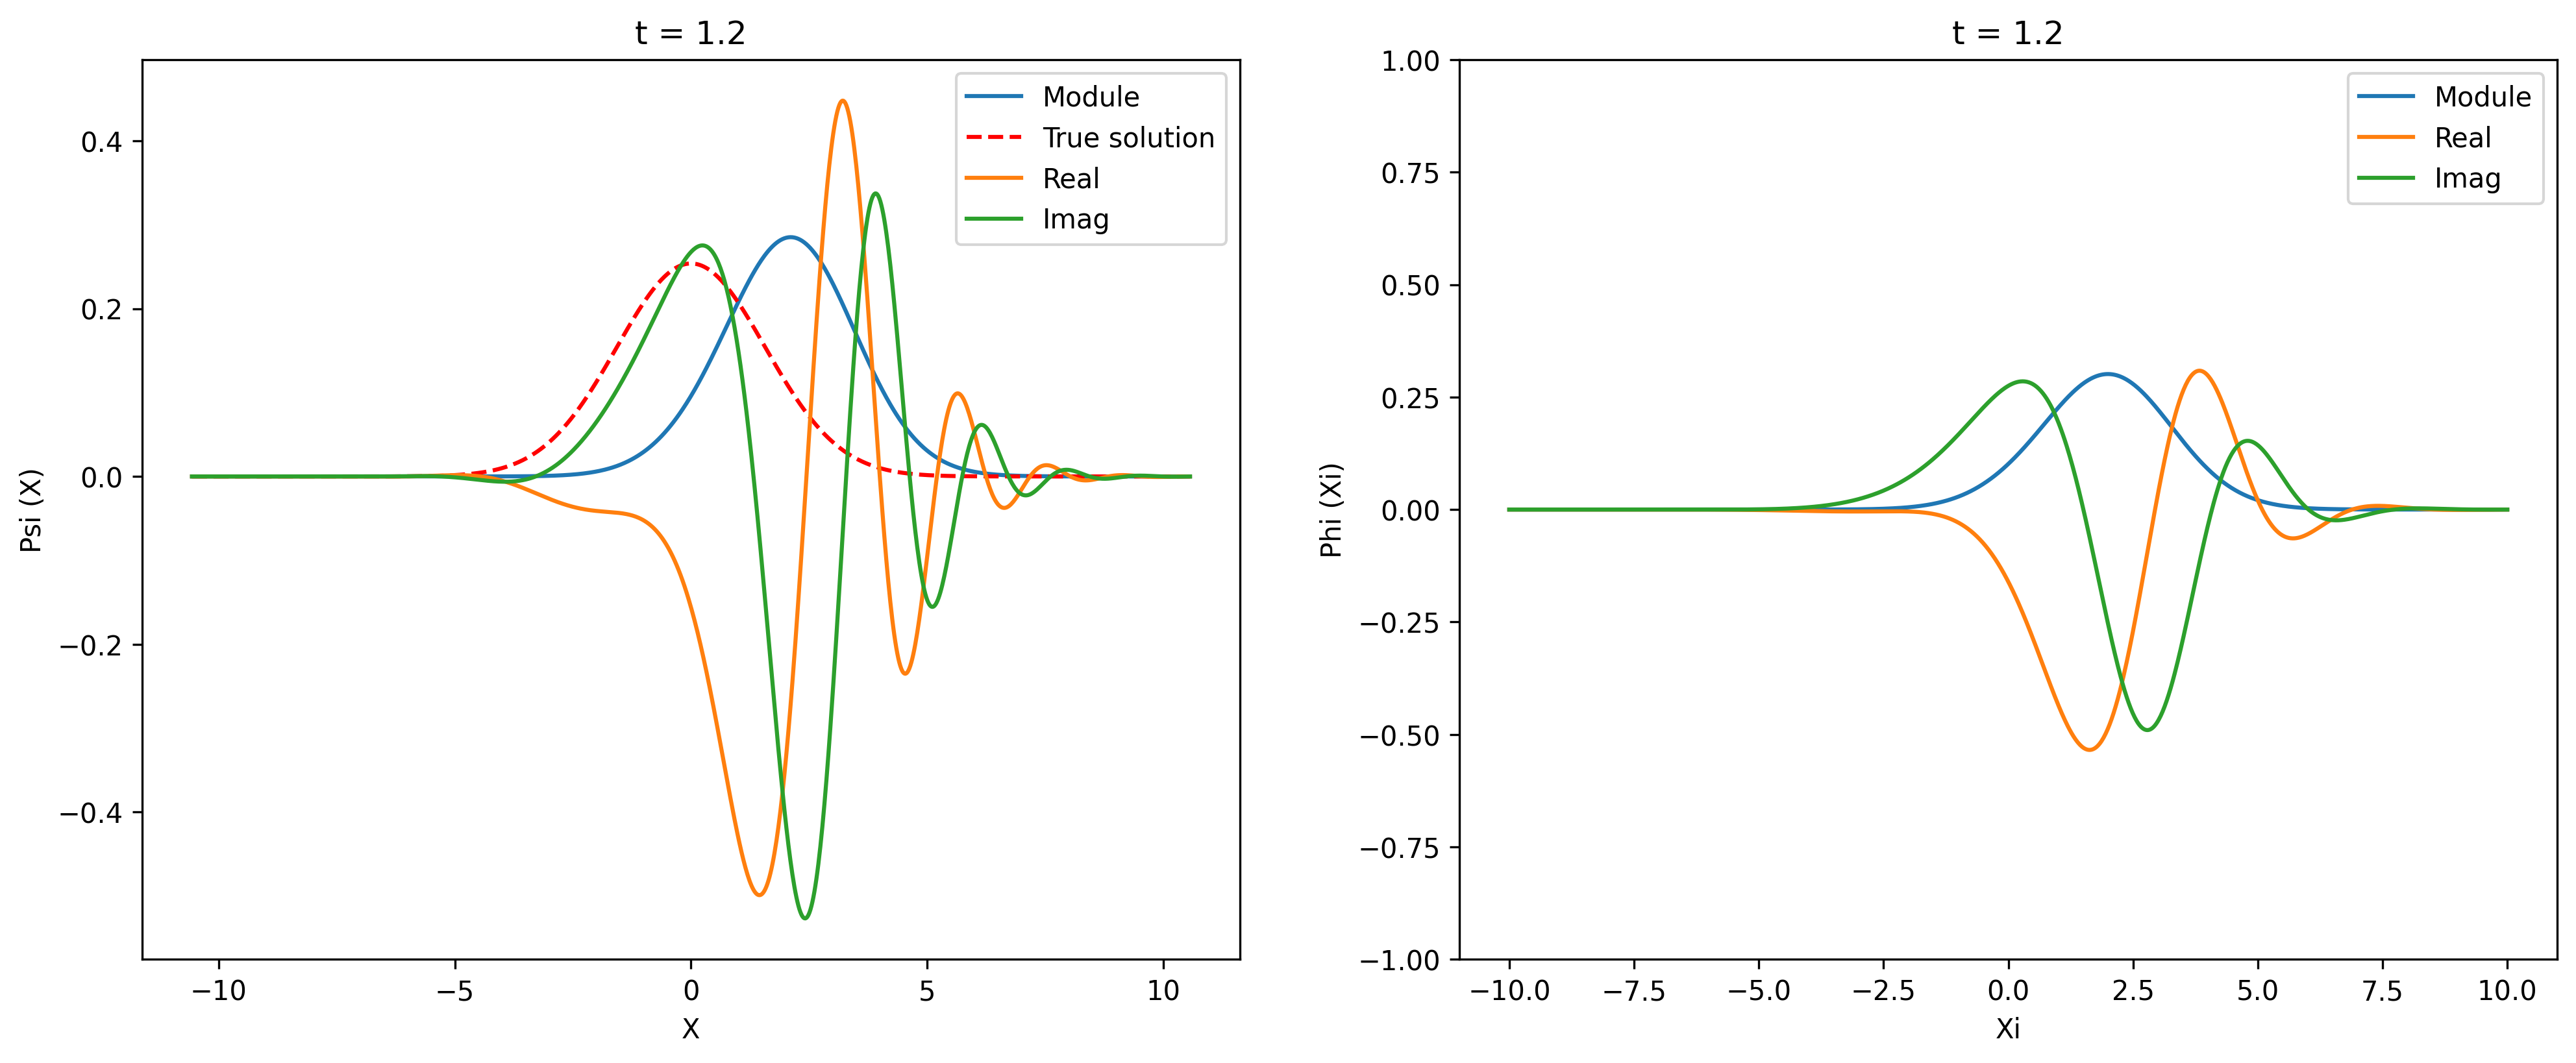 t = 1.2
Module
True solution
Real
Imag
0.4
0.2
0.0
−0.2
−0.4
Psi (X)
−10
−5
0
5
10
X
t = 1.2
Module
Real
Imag
1.00
0.75
0.50
0.25
0.00
−0.25
−0.50
−0.75
−1.00
Phi (Xi)
−10.0
−7.5
−5.0
−2.5
0.0
2.5
5.0
7.5
10.0
Xi